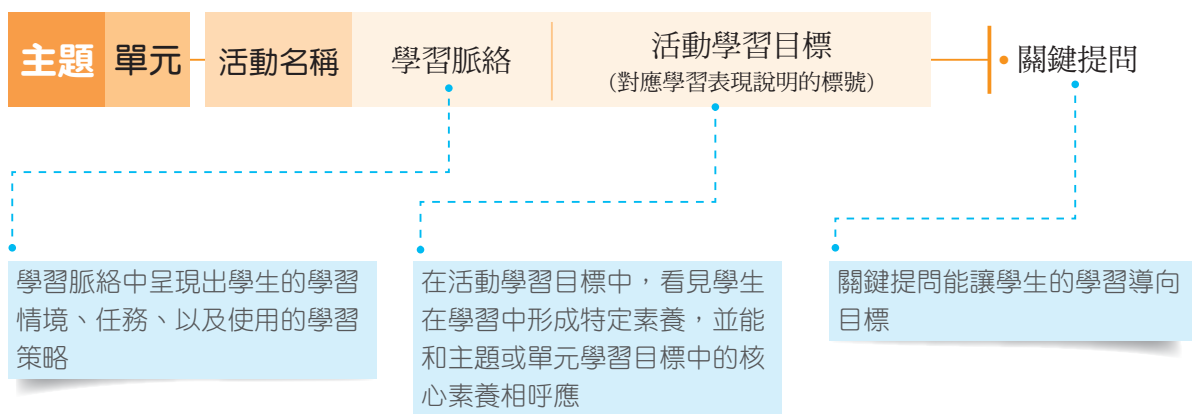 主題 單元 活動名稱 學習脈絡 活動學習目標 關鍵提問
(對應學習表現說明的標號)
學習脈絡中呈現出學生的學習
情境、任務、以及使用的學習
策略
在活動學習目標中，看見學生
在學習中形成特定素養，並能
和主題或單元學習目標中的核
心素養相呼應
關鍵提問能讓學生的學習導向
目標